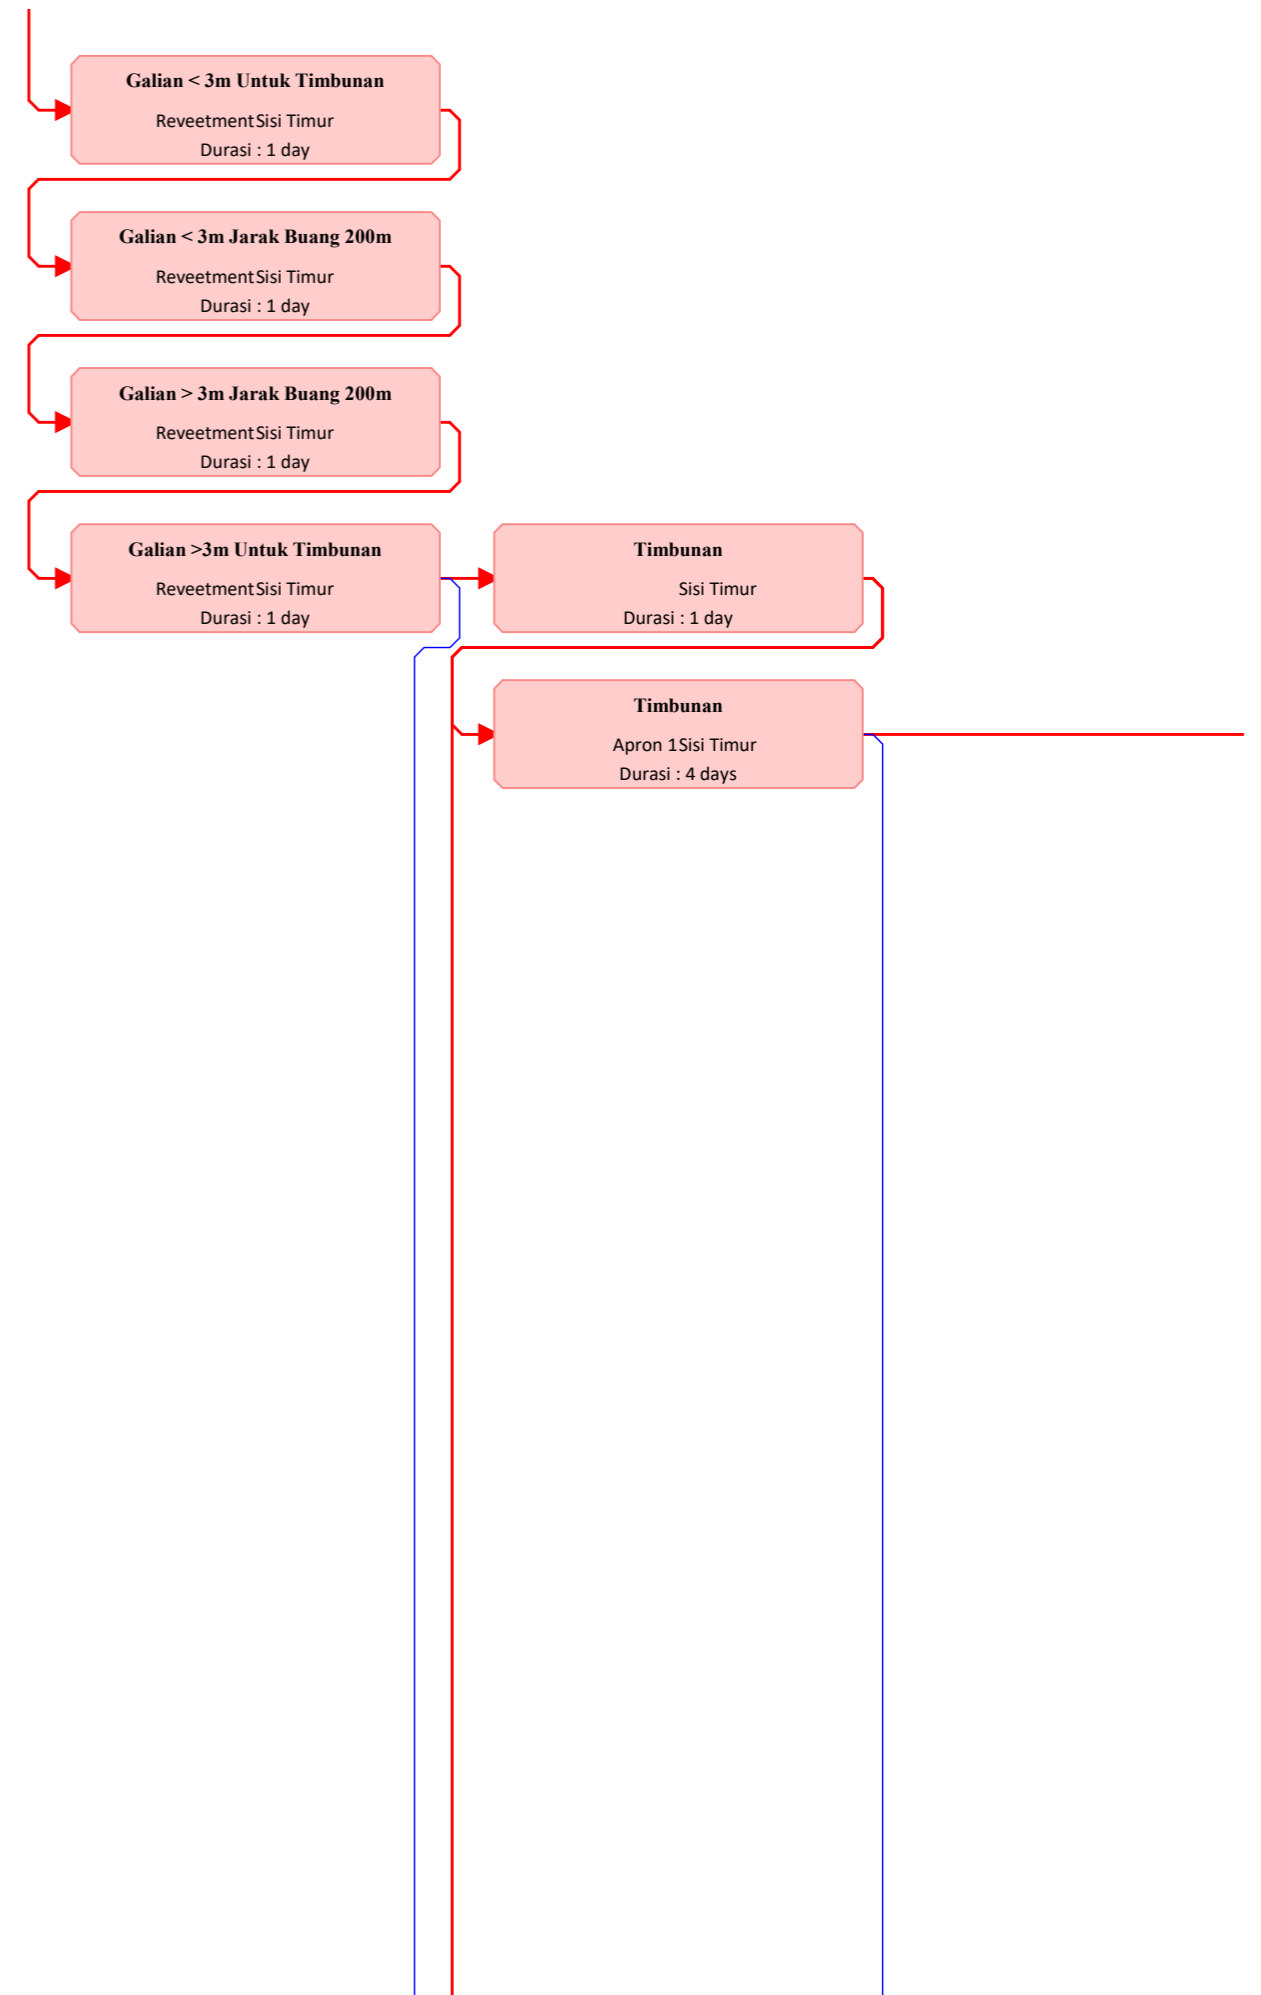 Galian < 3m Untuk Timbunan
Reveetment Sisi Timur
Durasi : 1 day
Galian < 3m Jarak Buang 200m
Reveetment Sisi Timur
Durasi : 1 day
Galian > 3m Jarak Buang 200m
Reveetment Sisi Timur
Durasi : 1 day
Galian >3m Untuk Timbunan
Reveetment Sisi Timur
Durasi : 1 day
Timbunan
Sisi Timur
Durasi : 1 day
Timbunan
Apron 1Sisi Timur
Durasi : 4 days